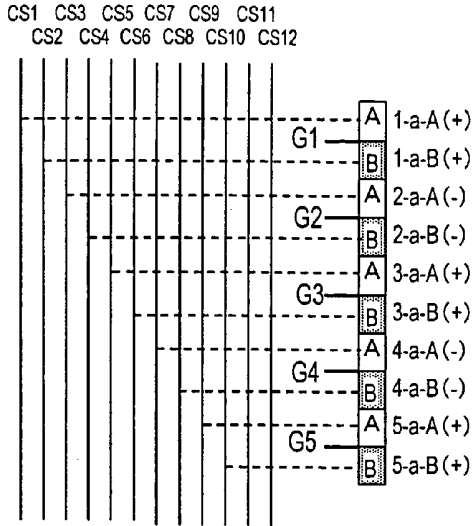 CS1 CS3 CS5 CS7 CS9 CS11
CS2 CS4 CS6 CS8 CS10 CS12
A 1-a-A(+)
G1
B 1-a-B(+)
A 2-a-A(-)
G2
B 2-a-B(-)
A 3-a-A(+)
G3
B 3-a-B(+)
A 4-a-A(-)
G4
B 4-a-B(-)
A 5-a-A(+)
G5
B 5-a-B(+)